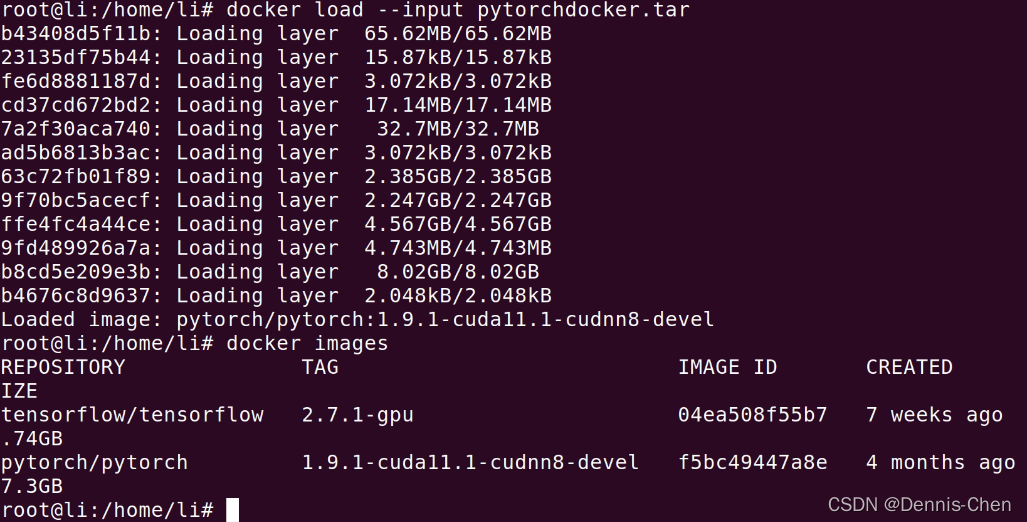 root@li:/home/li# docker load --input pytorchdocker.tar
b43408d5f11b: Loading layer  65.62MB/65.62MB
23135df75b44: Loading layer  15.87kB/15.87kB
fe6d8881187d: Loading layer  3.072kB/3.072kB
cd37cd672bd2: Loading layer  17.14MB/17.14MB
7a2f30aca740: Loading layer   32.7MB/32.7MB
ad5b6813b3ac: Loading layer  3.072kB/3.072kB
63c72fb01f89: Loading layer  2.385GB/2.385GB
9f70bc5acecf: Loading layer  2.247GB/2.247GB
ffe4fc4a44ce: Loading layer  4.567GB/4.567GB
9fd489926a7a: Loading layer  4.743MB/4.743MB
b8cd5e209e3b: Loading layer   8.02GB/8.02GB
b4676c8d9637: Loading layer  2.048kB/2.048kB
Loaded image: pytorch/pytorch:1.9.1-cuda11.1-cudnn8-devel
root@li:/home/li# docker images
REPOSITORY              TAG                           IMAGE ID       CREATED
IZE
tensorflow/tensorflow   2.7.1-gpu                     04ea508f55b7   7 weeks ago
.74GB
pytorch/pytorch         1.9.1-cuda11.1-cudnn8-devel   f5bc49447a8e   4 months ago
7.3GB
root@li:/home/li#
CSDN @Dennis-Chen